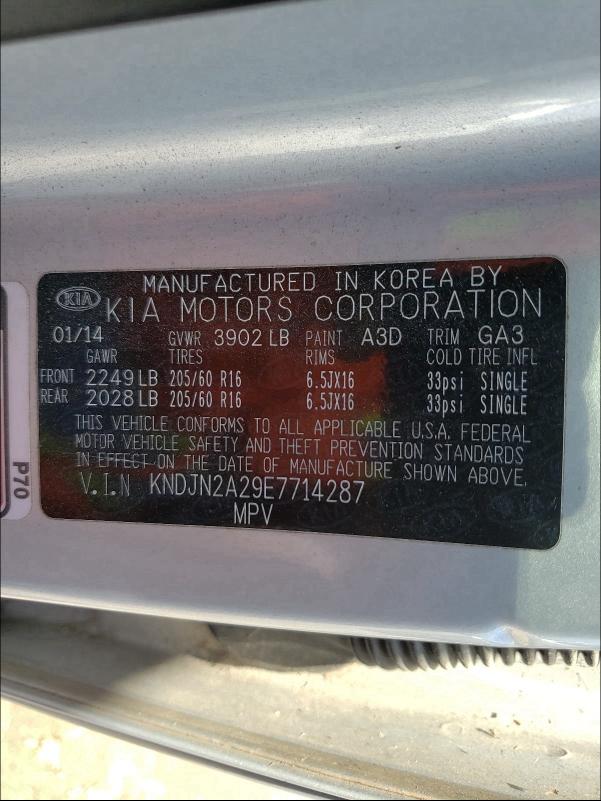 MANUFACTURED IN KOREA BY
KIA KIA MOTORS CORPORATION
01/14 GVWR 3902 LB PAINT A3D TRIM GA3
GAWR TIRES RIMS COLD TIRE INFL
FRONT 2249 LB 205/60 R16 6.5JX16 33psi SINGLE
REAR 2028 LB 205/60 R16 6.5JX16 33psi SINGLE
THIS VEHICLE CONFORMS TO ALL APPLICABLE U.S.A. FEDERAL
MOTOR VEHICLE SAFETY AND THEFT PREVENTION STANDARDS
IN EFFECT ON THE DATE OF MANUFACTURE SHOWN ABOVE.
V.I.N KNDJN2A29E7714287
MPV
P70